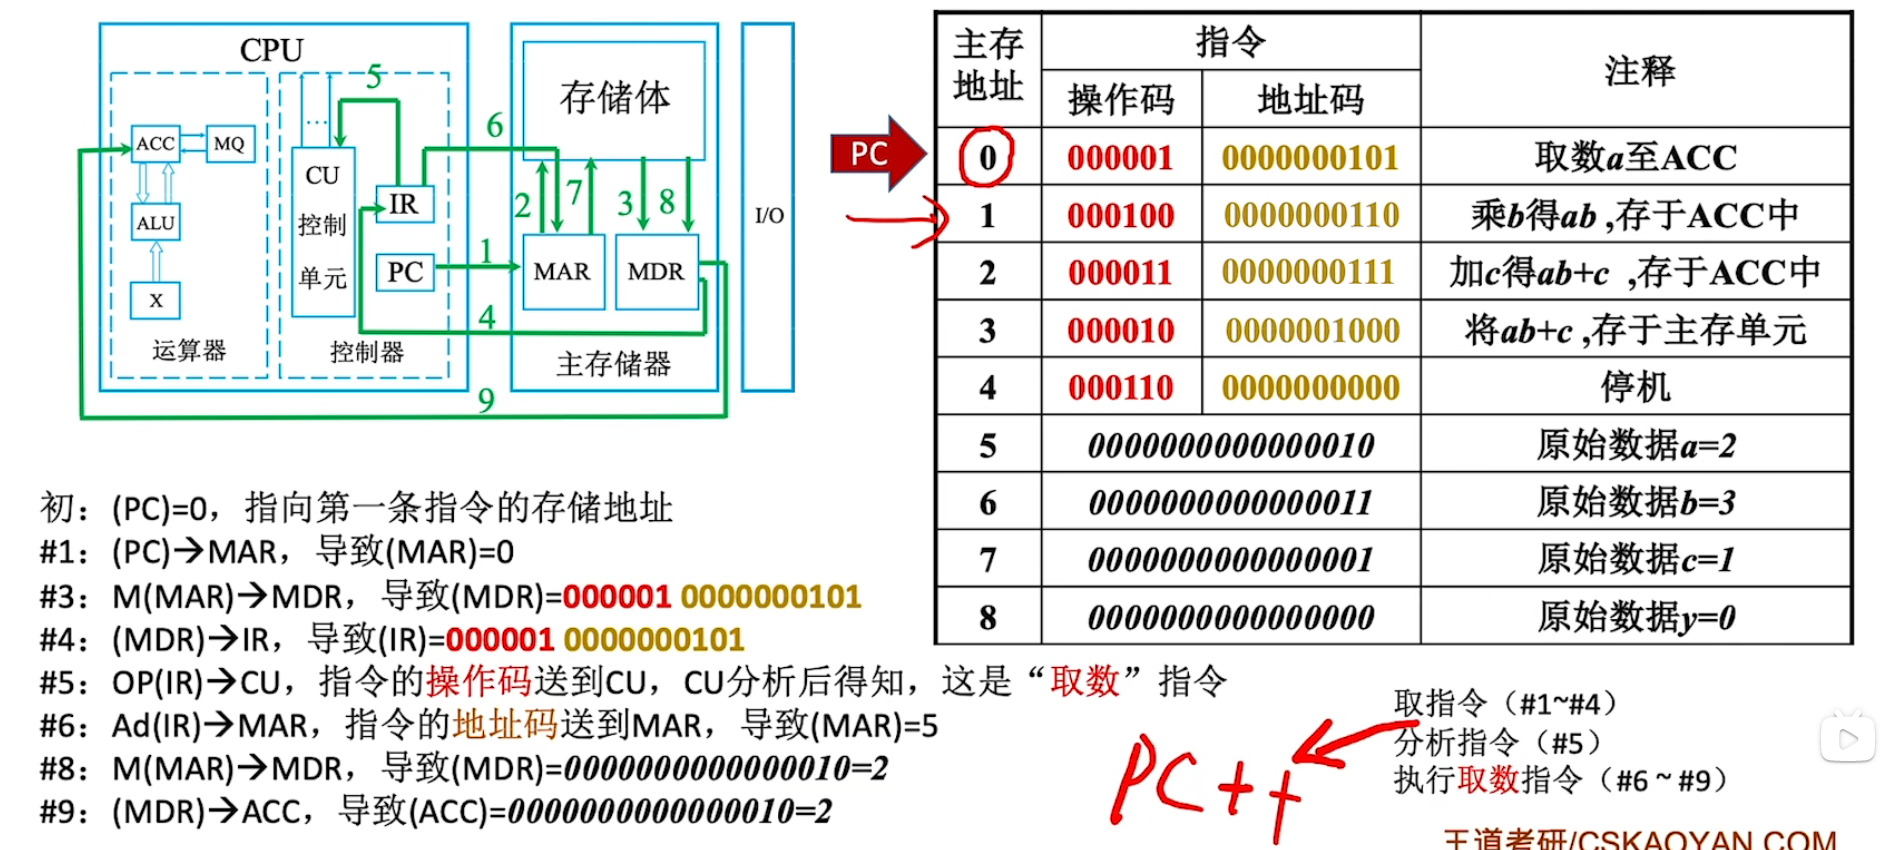 CPU
5
ACC
MQ
ALU
X
运算器
...
CU
控制
单元
IR
PC
控制器
6
1
4
9
存储体
2
7
3
8
MAR
MDR
主存储器
I/O
PC
主存地址 指令 注释
操作码 地址码
0 000001 0000000101 取数a至ACC
1 000100 0000000110 乘b得ab ,存于ACC中
2 000011 0000000111 加c得ab+c ,存于ACC中
3 000010 0000001000 将ab+c ,存于主存单元
4 000110 0000000000 停机
5 0000000000000010 原始数据a=2
6 0000000000000011 原始数据b=3
7 0000000000000001 原始数据c=1
8 0000000000000000 原始数据y=0
初：(PC)=0，指向第一条指令的存储地址
#1：(PC)→MAR，导致(MAR)=0
#3：M(MAR)→MDR，导致(MDR)=000001 0000000101
#4：(MDR)→IR，导致(IR)=000001 0000000101
#5：OP(IR)→CU，指令的操作码送到CU，CU分析后得知，这是“取数”指令
#6：Ad(IR)→MAR，指令的地址码送到MAR，导致(MAR)=5
#8：M(MAR)→MDR，导致(MDR)=0000000000000010=2
#9：(MDR)→ACC，导致(ACC)=0000000000000010=2
取指令（#1~#4）
分析指令（#5）
执行取数指令（#6 ~ #9）
PC++
王道考研/CSKAOYAN.COM